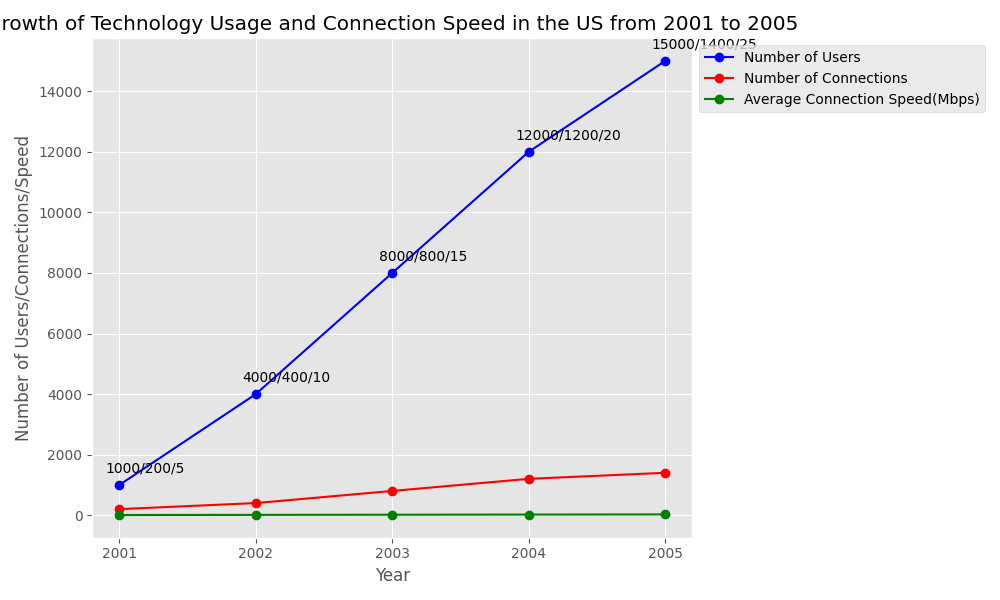 rowth of Technology Usage and Connection Speed in the US from 2001 to 2005
15000/1400/25
Number of Users
Number of Connections
Average Connection Speed(Mbps)
12000/1200/20
8000/800/15
4000/400/10
1000/200/5
Number of Users/Connections/Speed
14000
12000
10000
8000
6000
4000
2000
0
2001 2002 2003 2004 2005
Year